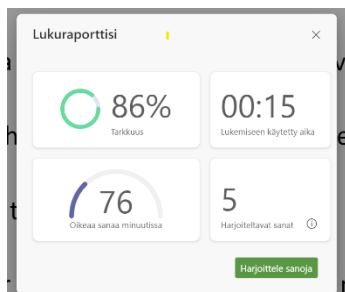 Lukuraporttisi
86%
Tarkkuus
00:15
Lukemiseen käytetty aika
76
Oikeaa sanaa minuutissa
5
Harjoiteltavat sanat
Harjoittele sanoja